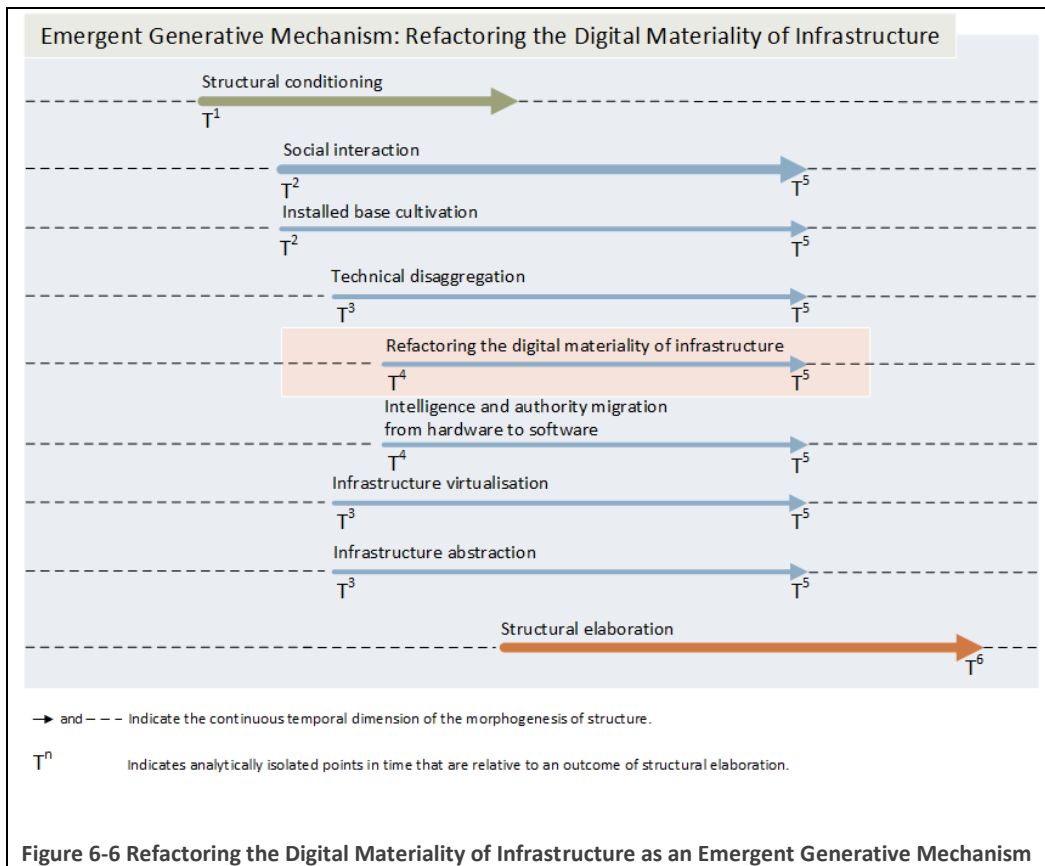 Emergent Generative Mechanism: Refactoring the Digital Materiality of Infrastructure
Structural conditioning
T¹
Social interaction
T² T⁵
Installed base cultivation
T² T⁵
Technical disaggregation
T³ T⁵
Refactoring the digital materiality of infrastructure
T⁴ T⁵
Intelligence and authority migration
from hardware to software
T⁴ T⁵
Infrastructure virtualisation
T³ T⁵
Infrastructure abstraction
T³ T⁵
Structural elaboration
T⁶
and Indicate the continuous temporal dimension of the morphogenesis of structure.
Tⁿ Indicates analytically isolated points in time that are relative to an outcome of structural elaboration.
Figure 6-6 Refactoring the Digital Materiality of Infrastructure as an Emergent Generative Mechanism